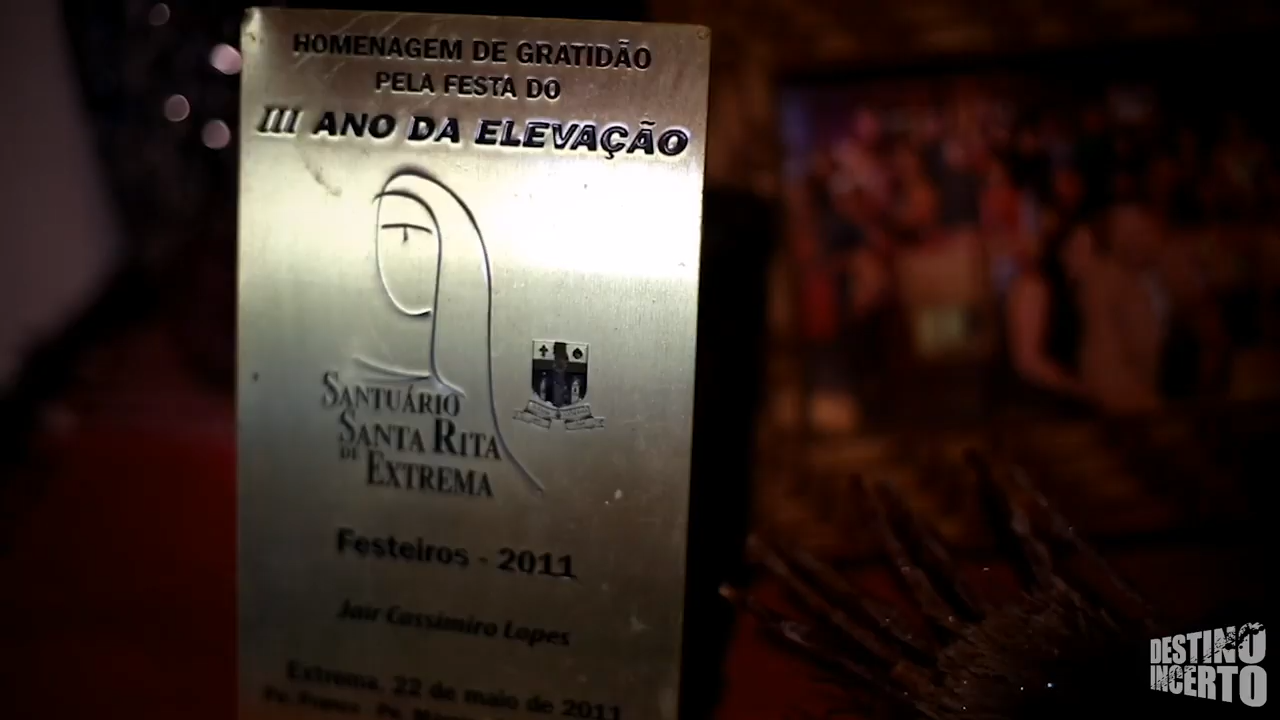 HOMENAGEM DE GRATIDÃO
PELA FESTA DO
III ANO DA ELEVAÇÃO
SANTUÁRIO
SANTA RITA
DE EXTREMA
Festeiros - 2011
Jair Cassimiro Lopes
Extrema, 22 de maio de 2011
DESTINO
INCERTO